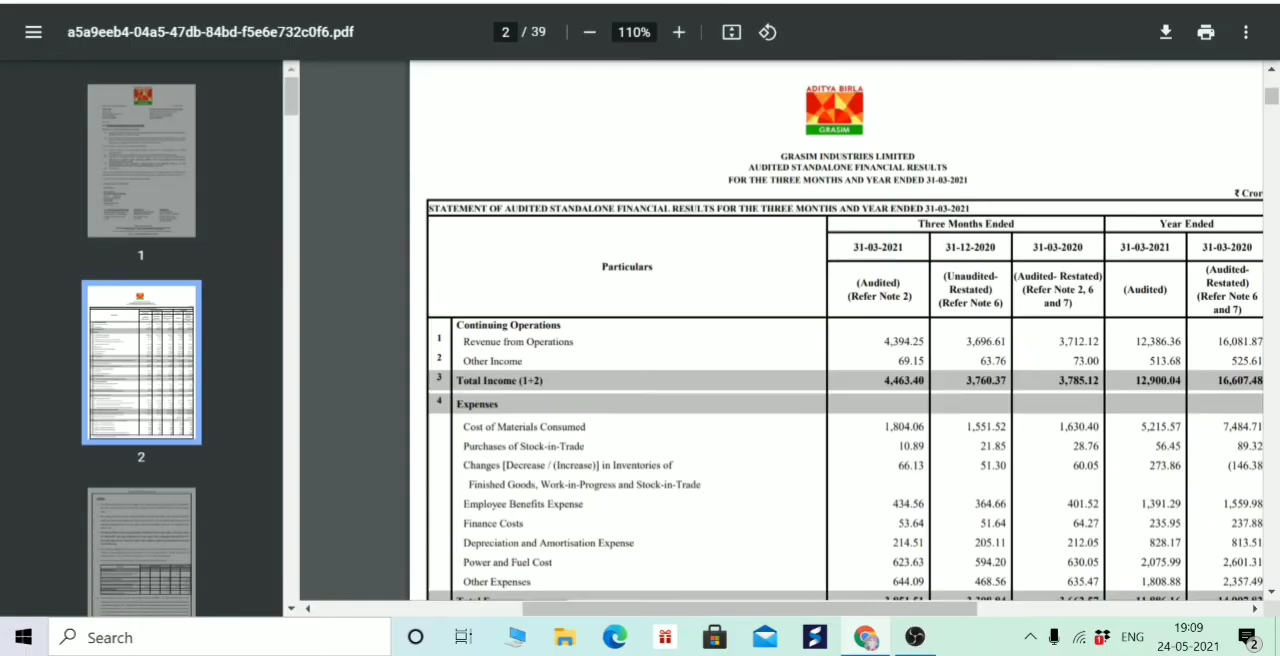 a5a9eeb4-04a5-47db-84bd-f5e6e732c0f6.pdf 2 / 39 110%
1
2
ADITYA BIRLA
GRASIM
GRASIM INDUSTRIES LIMITED
AUDITED STANDALONE FINANCIAL RESULTS
FOR THE THREE MONTHS AND YEAR ENDED 31-03-2021
₹ Cror
STATEMENT OF AUDITED STANDALONE FINANCIAL RESULTS FOR THE THREE MONTHS AND YEAR ENDED 31-03-2021
Particulars
Three Months Ended Year Ended
31-03-2021 31-12-2020 31-03-2020 31-03-2021 31-03-2020
(Audited) (Refer Note 2)
(Unaudited- Restated) (Refer Note 6)
(Audited- Restated) (Refer Note 2, 6 and 7)
(Audited)
(Audited- Restated) (Refer Note 6 and 7)
Continuing Operations
1 Revenue from Operations 4,394.25 3,696.61 3,712.12 12,386.36 16,081.87
2 Other Income 69.15 63.76 73.00 513.68 525.61
3 Total Income (1+2) 4,463.40 3,760.37 3,785.12 12,900.04 16,607.48
4 Expenses
Cost of Materials Consumed 1,804.06 1,551.52 1,630.40 5,215.57 7,484.71
Purchases of Stock-in-Trade 10.89 21.85 28.76 56.45 89.32
Changes [Decrease / (Increase)] in Inventories of 66.13 51.30 60.05 273.86 (146.38
Finished Goods, Work-in-Progress and Stock-in-Trade
Employee Benefits Expense 434.56 364.66 401.52 1,391.29 1,559.98
Finance Costs 53.64 51.64 64.27 235.95 237.88
Depreciation and Amortisation Expense 214.51 205.11 212.05 828.17 813.51
Power and Fuel Cost 623.63 594.20 630.05 2,075.99 2,601.31
Other Expenses 644.09 468.56 635.47 1,808.88 2,357.49
Search ENG 19:09
24-05-2021 2